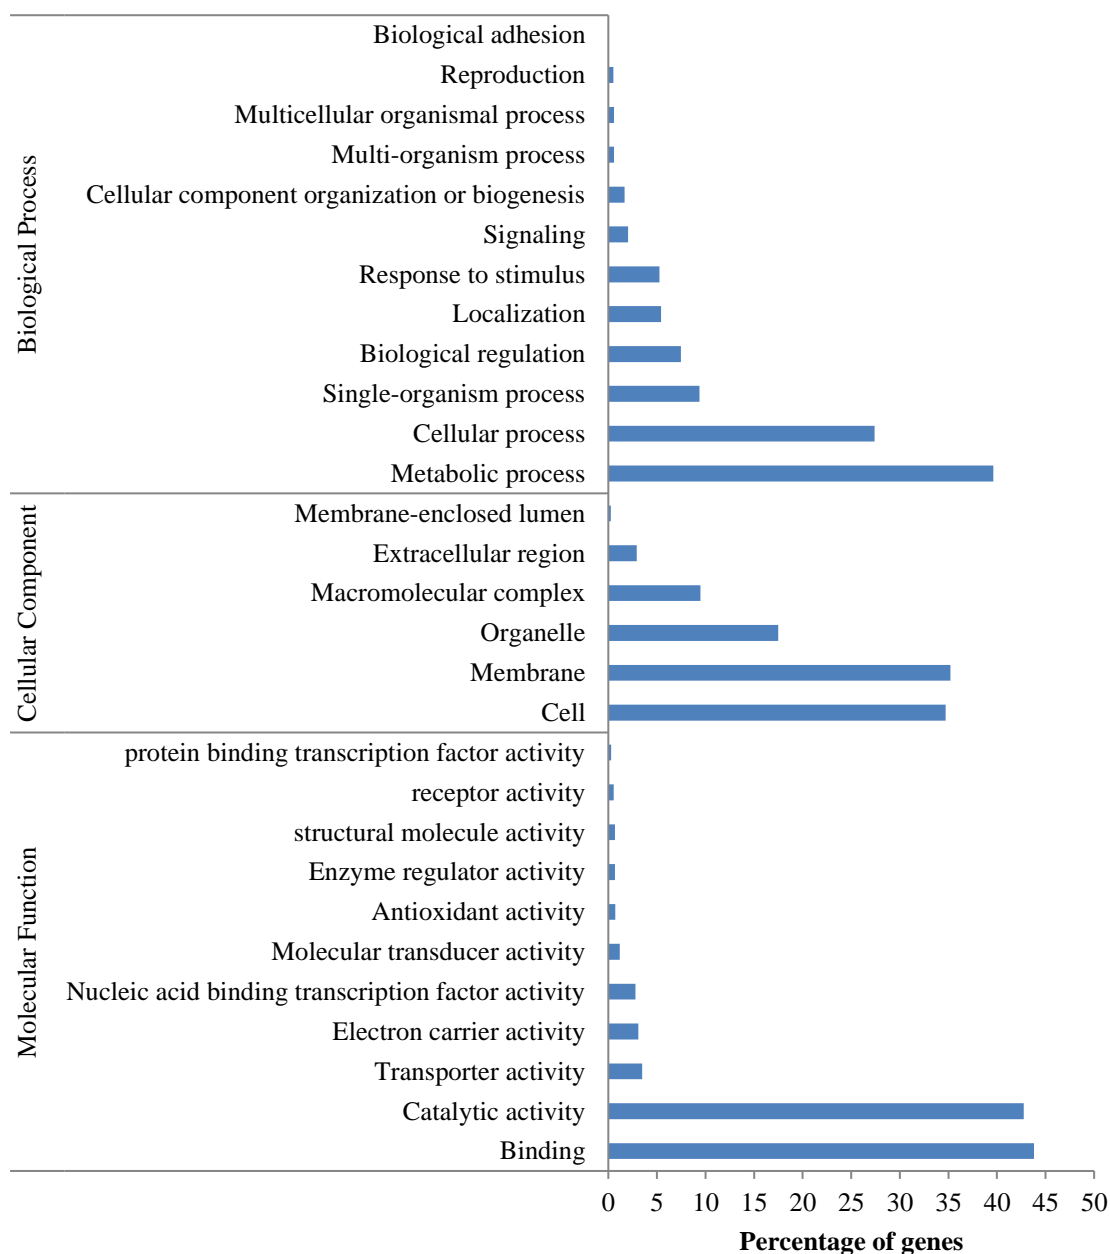 Biological Process
Biological adhesion
Reproduction
Multicellular organismal process
Multi-organism process
Cellular component organization or biogenesis
Signaling
Response to stimulus
Localization
Biological regulation
Single-organism process
Cellular process
Metabolic process
Cellular Component
Membrane-enclosed lumen
Extracellular region
Macromolecular complex
Organelle
Membrane
Cell
Molecular Function
protein binding transcription factor activity
receptor activity
structural molecule activity
Enzyme regulator activity
Antioxidant activity
Molecular transducer activity
Nucleic acid binding transcription factor activity
Electron carrier activity
Transporter activity
Catalytic activity
Binding
0 5 10 15 20 25 30 35 40 45 50
Percentage of genes